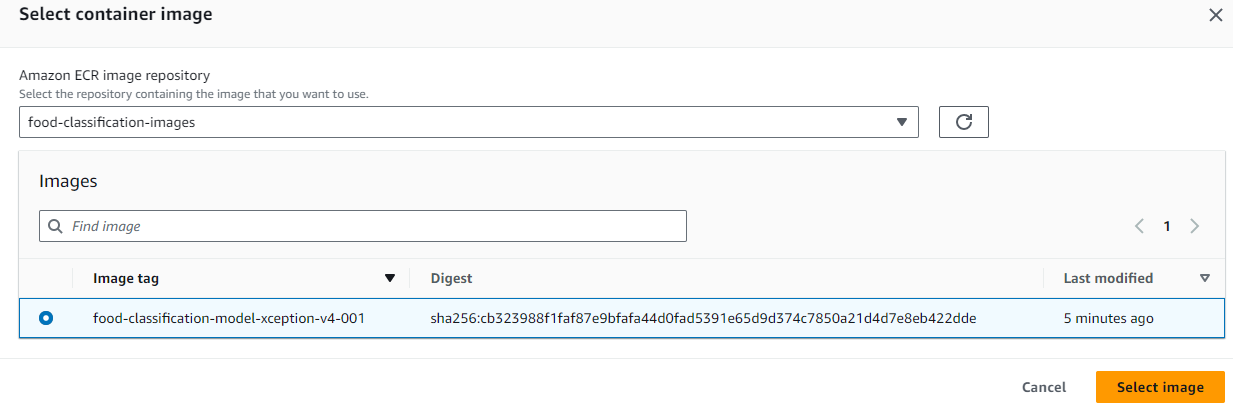 Select container image
Amazon ECR image repository
Select the repository containing the image that you want to use.
food-classification-images
Images
Find image
1
Image tag Digest Last modified
food-classification-model-xception-v4-001 sha256:cb323988f1faf87e9bfafa44d0fad5391e65d9d374c7850a21d4d7e8eb422dde 5 minutes ago
Cancel Select image